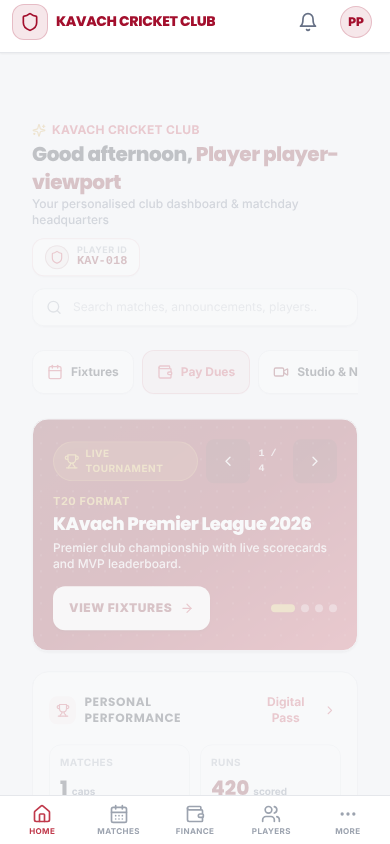 KAVACH CRICKET CLUB
PP
KAVACH CRICKET CLUB
Good afternoon, Player player-
viewport
Your personalised club dashboard & matchday
headquarters
PLAYER ID
KAV-018
Search matches, announcements, players...
Fixtures
Pay Dues
Studio & N
LIVE
TOURNAMENT
1 /
4
T20 FORMAT
KAvach Premier League 2026
Premier club championship with live scorecards
and MVP leaderboard.
VIEW FIXTURES
PERSONAL
PERFORMANCE
Digital
Pass
MATCHES
RUNS
1 caps
420 scored
HOME
MATCHES
FINANCE
PLAYERS
MORE